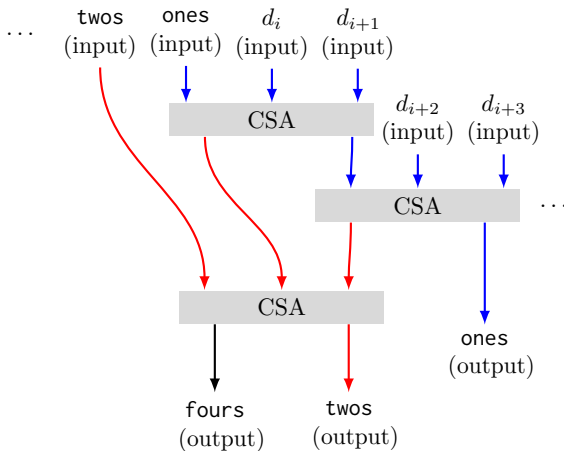 … twos ones d_i d_{i+1}
(input) (input) (input) (input)
CSA
d_{i+2} d_{i+3}
(input) (input)
CSA …
CSA
ones
(output)
fours twos
(output) (output)